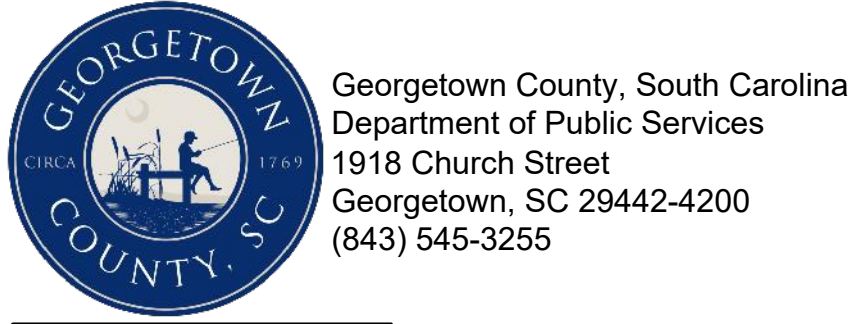 GEORGETOWN
CIRCA 1769
COUNTY, SC
Georgetown County, South Carolina
Department of Public Services
1918 Church Street
Georgetown, SC 29442-4200
(843) 545-3255